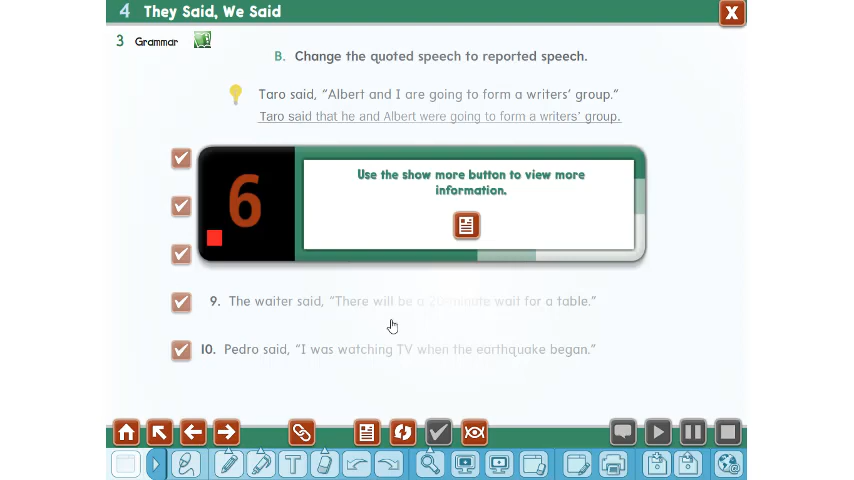 4 They Said, We Said
X
3 Grammar
B. Change the quoted speech to reported speech.
Taro said, “Albert and I are going to form a writers’ group.”
Taro said that he and Albert were going to form a writers’ group.
6
Use the show more button to view more
information.
9. The waiter said, “There will be a 20-minute wait for a table.”
10. Pedro said, “I was watching TV when the earthquake began.”
T